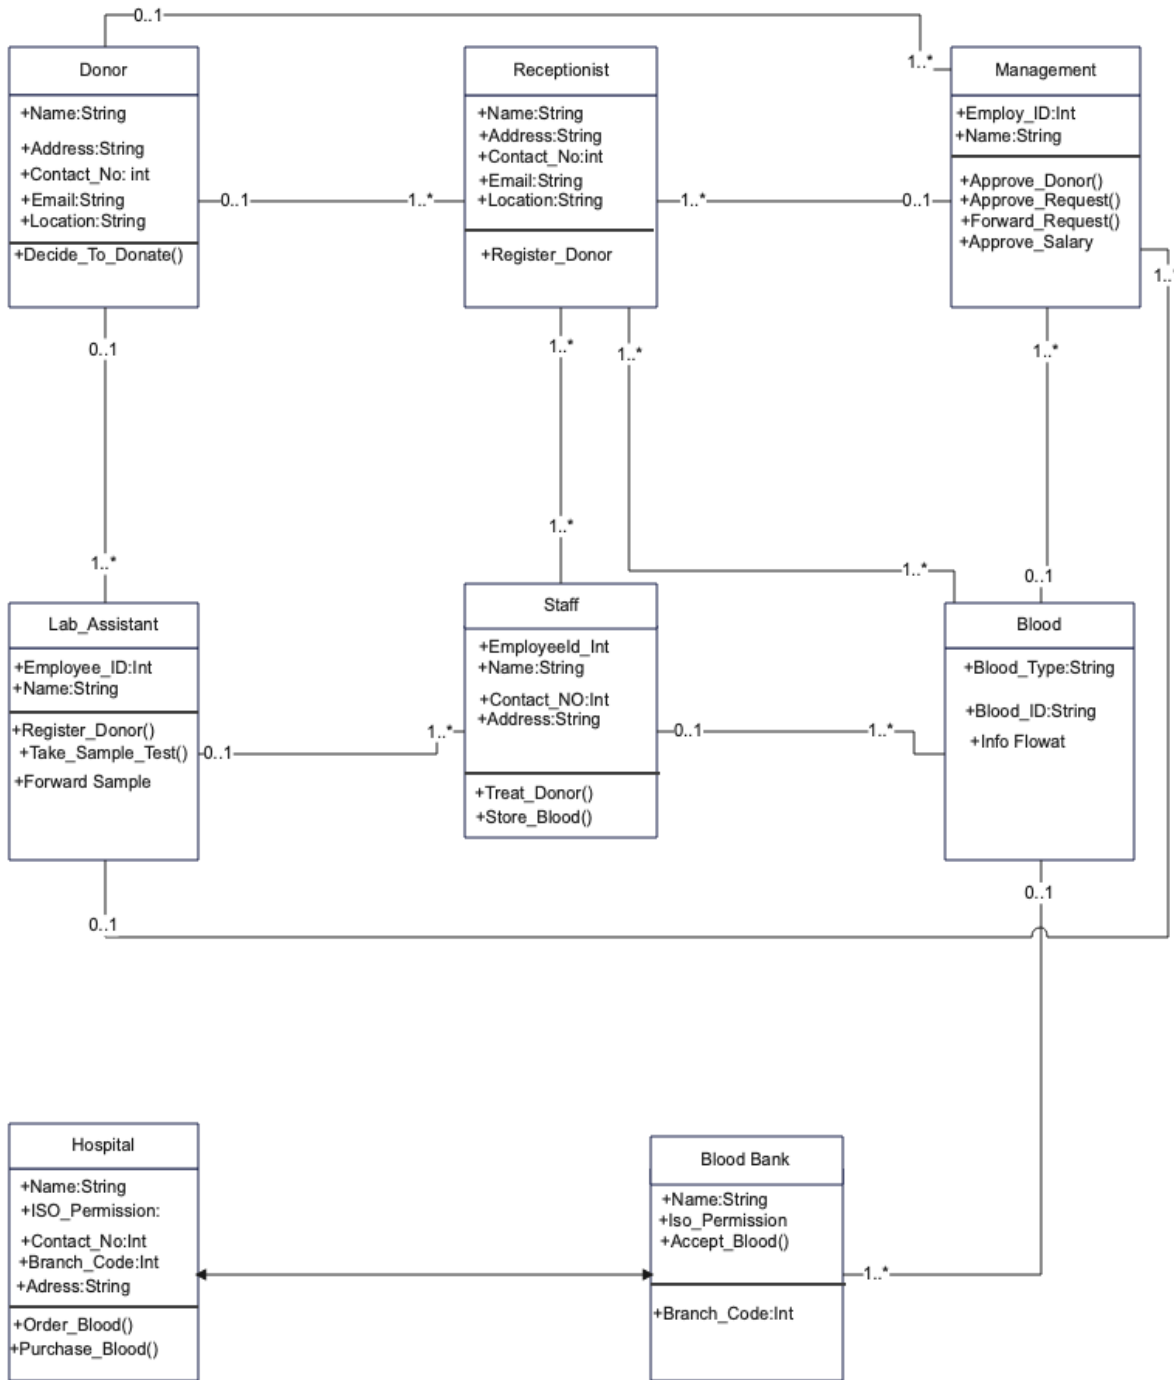 0..1
1..*
Donor
+Name:String
+Address:String
+Contact_No: int
+Email:String
+Location:String
+Decide_To_Donate()
0..1
1..*
Receptionist
+Name:String
+Address:String
+Contact_No:int
+Email:String
+Location:String
+Register_Donor
1..*
0..1
Management
+Employ_ID:Int
+Name:String
+Approve_Donor()
+Approve_Request()
+Forward_Request()
+Approve_Salary
1..
0..1
1..*
1..*
1..*
1..*
1..*
1..*
0..1
1..*
Lab_Assistant
+Employee_ID:Int
+Name:String
+Register_Donor()
+Take_Sample_Test()
+Forward Sample
0..1
1..*
Staff
+EmployeeId_Int
+Name:String
+Contact_NO:Int
+Address:String
+Treat_Donor()
+Store_Blood()
0..1
1..*
Blood
+Blood_Type:String
+Blood_ID:String
+Info Flowat
0..1
0..1
Hospital
+Name:String
+ISO_Permission:
+Contact_No:Int
+Branch_Code:Int
+Adress:String
+Order_Blood()
+Purchase_Blood()
Blood Bank
+Name:String
+Iso_Permission
+Accept_Blood()
+Branch_Code:Int
1..*